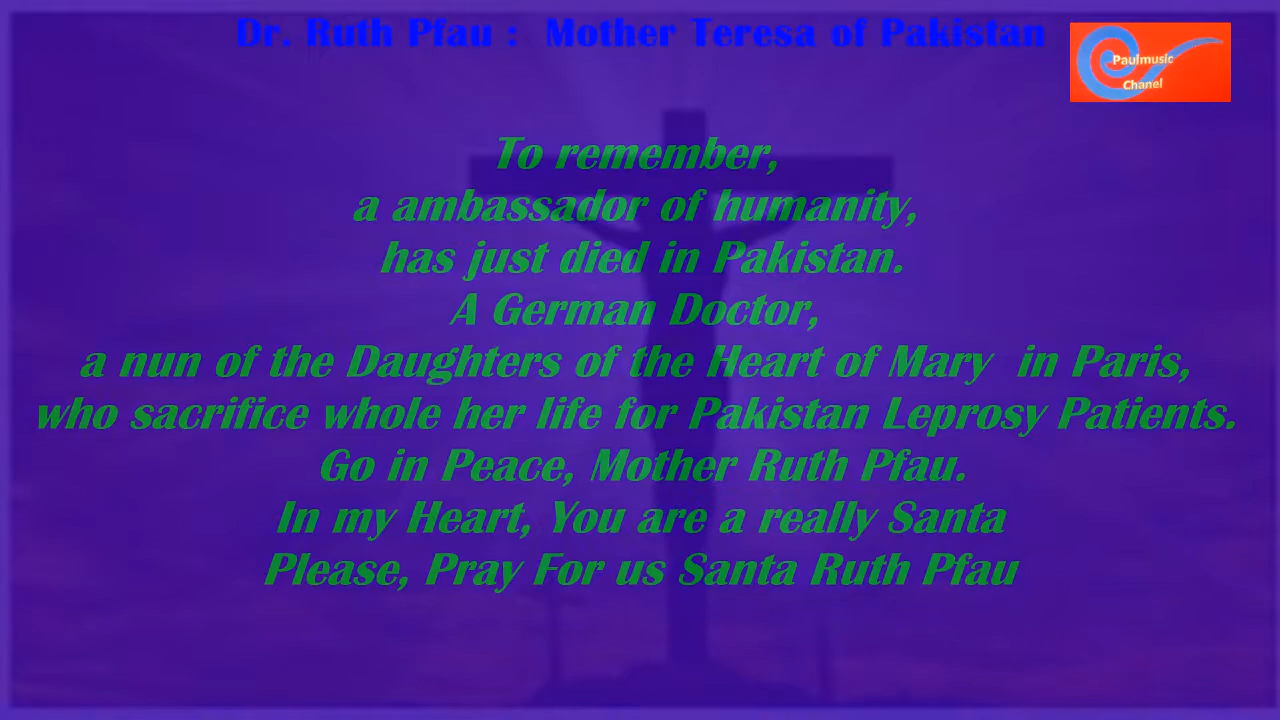 Dr. Ruth Pfau : Mother Teresa of Pakistan
Paulmusic
Chanel
To remember,
a ambassador of humanity,
has just died in Pakistan.
A German Doctor,
a nun of the Daughters of the Heart of Mary in Paris,
who sacrifice whole her life for Pakistan Leprosy Patients.
Go in Peace, Mother Ruth Pfau.
In my Heart, You are a really Santa
Please, Pray For us Santa Ruth Pfau